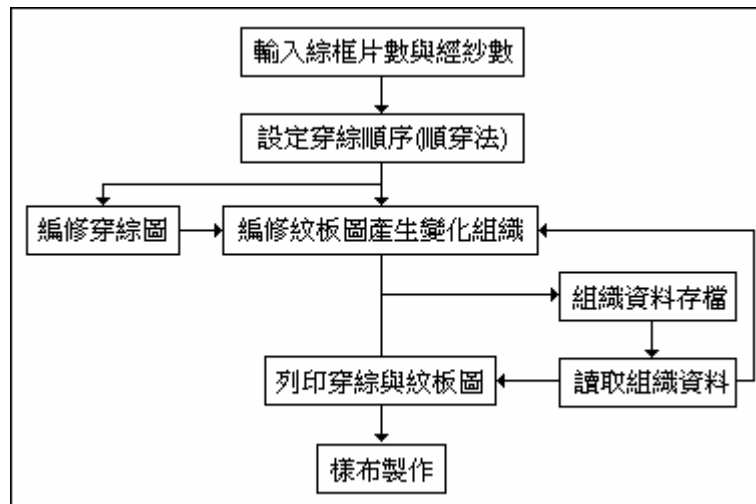 輸入綜框片數與經紗數
設定穿綜順序(順穿法)
編修穿綜圖
編修紋板圖產生變化組織
組織資料存檔
列印穿綜與紋板圖
讀取組織資料
樣布製作